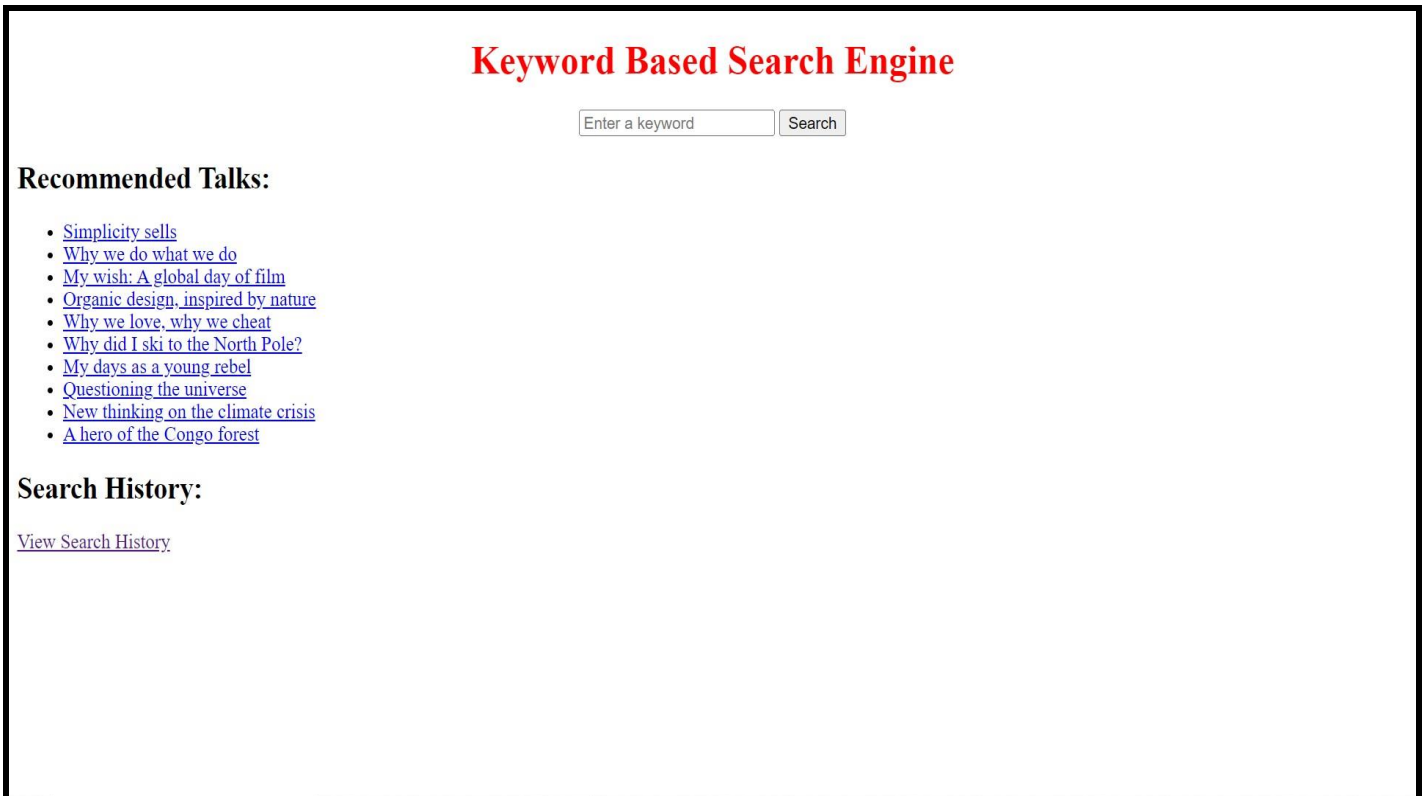 Keyword Based Search Engine
Enter a keyword Search
Recommended Talks:
Simplicity sells
Why we do what we do
My wish: A global day of film
Organic design, inspired by nature
Why we love, why we cheat
Why did I ski to the North Pole?
My days as a young rebel
Questioning the universe
New thinking on the climate crisis
A hero of the Congo forest
Search History:
View Search History